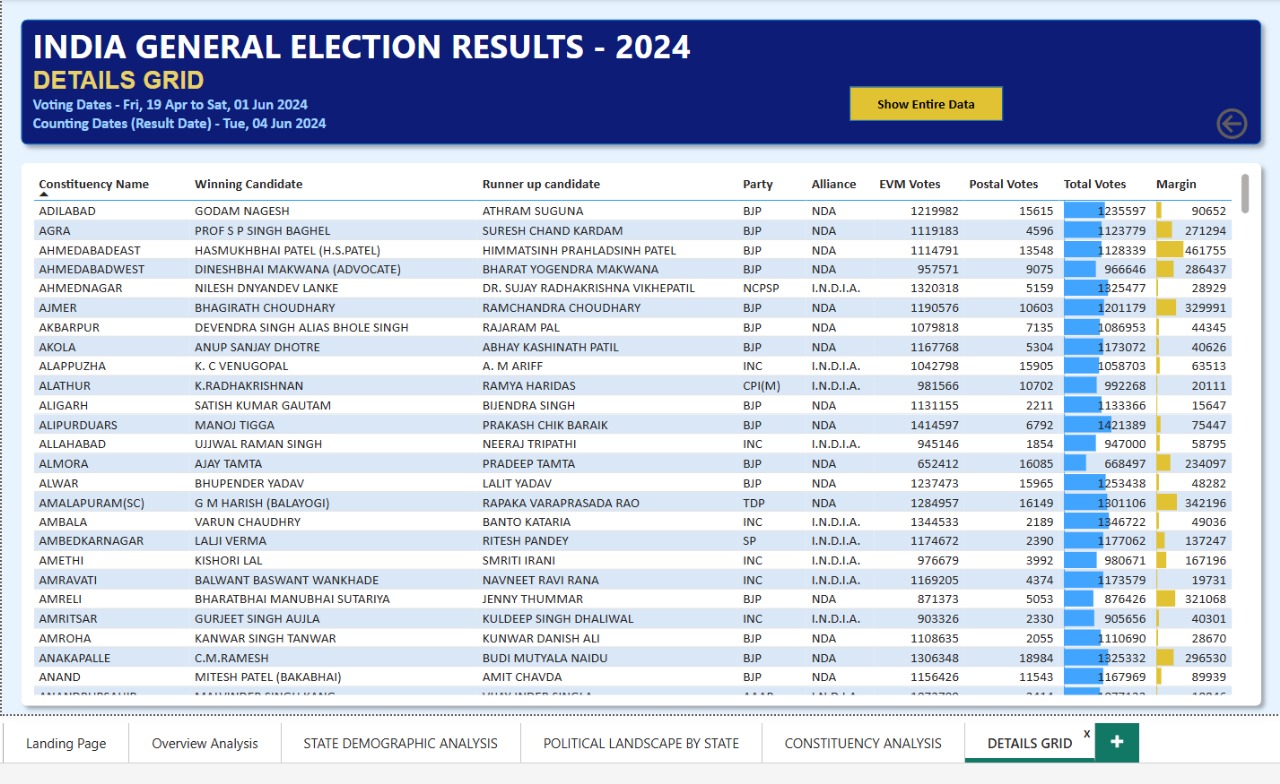 INDIA GENERAL ELECTION RESULTS - 2024
DETAILS GRID
Voting Dates - Fri, 19 Apr to Sat, 01 Jun 2024
Counting Dates (Result Date) - Tue, 04 Jun 2024
Show Entire Data
Constituency Name Winning Candidate Runner up candidate Party Alliance EVM Votes Postal Votes Total Votes Margin
ADILABAD GODAM NAGESH ATHRAM SUGUNA BJP NDA 1219982 15615 1235597 90652
AGRA PROF S P SINGH BAGHEL SURESH CHAND KARDAM BJP NDA 1119183 4596 1123779 271294
AHMEDABADEAST HASMUKHBHAI PATEL (H.S.PATEL) HIMMATSINH PRAHLADSINH PATEL BJP NDA 1114791 13548 1128339 461755
AHMEDABADWEST DINESHBHAI MAKWANA (ADVOCATE) BHARAT YOGENDRA MAKWANA BJP NDA 957571 9075 966646 286437
AHMEDNAGAR NILESH DNYANDEV LANKE DR. SUJAY RADHAKRISHNA VIKHEPATIL NCPSP I.N.D.I.A. 1320318 5159 1325477 28929
AJMER BHAGIRATH CHOUDHARY RAMCHANDRA CHOUDHARY BJP NDA 1190576 10603 1201179 329991
AKBARPUR DEVENDRA SINGH ALIAS BHOLE SINGH RAJARAM PAL BJP NDA 1079818 7135 1086953 44345
AKOLA ANUP SANJAY DHOTRE ABHAY KASHINATH PATIL BJP NDA 1167768 5304 1173072 40626
ALAPPUZHA K. C VENUGOPAL A. M ARIFF INC I.N.D.I.A. 1042798 15905 1058703 63513
ALATHUR K.RADHAKRISHNAN RAMYA HARIDAS CPI(M) I.N.D.I.A. 981566 10702 992268 20111
ALIGARH SATISH KUMAR GAUTAM BIJENDRA SINGH BJP NDA 1131155 2211 1133366 15647
ALIPURDUARS MANOJ TIGGA PRAKASH CHIK BARAIK BJP NDA 1414597 6792 1421389 75447
ALLAHABAD UJJWAL RAMAN SINGH NEERAJ TRIPATHI INC I.N.D.I.A. 945146 1854 947000 58795
ALMORA AJAY TAMTA PRADEEP TAMTA BJP NDA 652412 16085 668497 234097
ALWAR BHUPENDER YADAV LALIT YADAV BJP NDA 1237473 15965 1253438 48282
AMALAPURAM(SC) G M HARISH (BALAYOGI) RAPAKA VARAPRASADA RAO TDP NDA 1284957 16149 1301106 342196
AMBALA VARUN CHAUDHRY BANTO KATARIA INC I.N.D.I.A. 1344533 2189 1346722 49036
AMBEDKARNAGAR LALJI VERMA RITESH PANDEY SP I.N.D.I.A. 1174672 2390 1177062 137247
AMETHI KISHORI LAL SMRITI IRANI INC I.N.D.I.A. 976679 3992 980671 167196
AMRAVATI BALWANT BASWANT WANKHADE NAVNEET RAVI RANA INC I.N.D.I.A. 1169205 4374 1173579 19731
AMRELI BHARATBHAI MANUBHAI SUTARIYA JENNY THUMMAR BJP NDA 871373 5053 876426 321068
AMRITSAR GURJEET SINGH AUJLA KULDEEP SINGH DHALIWAL INC I.N.D.I.A. 903326 2330 905656 40301
AMROHA KANWAR SINGH TANWAR KUNWAR DANISH ALI BJP NDA 1108635 2055 1110690 28670
ANAKAPALLE C.M.RAMESH BUDI MUTYALA NAIDU BJP NDA 1306348 18984 1325332 296530
ANAND MITESH PATEL (BAKABHAI) AMIT CHAVDA BJP NDA 1156426 11543 1167969 89939
Landing Page Overview Analysis STATE DEMOGRAPHIC ANALYSIS POLITICAL LANDSCAPE BY STATE CONSTITUENCY ANALYSIS DETAILS GRID x +